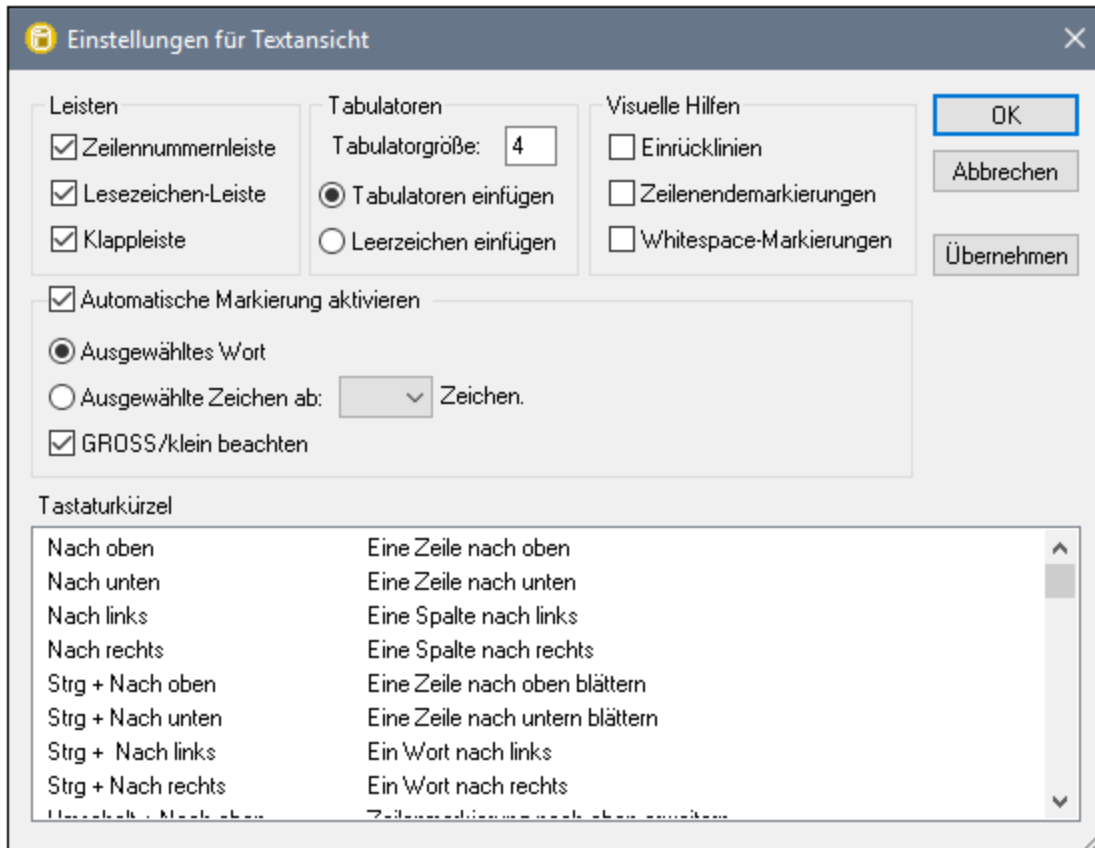 Einstellungen für Textansicht
Leisten
Zeilennummernleiste
Lesezeichen-Leiste
Klappleiste
Tabulatoren
Tabulatorgröße: 4
Tabulatoren einfügen
Leerzeichen einfügen
Visuelle Hilfen
Einrücklinien
Zeilenendemarkierungen
Whitespace-Markierungen
OK
Abbrechen
Übernehmen
Automatische Markierung aktivieren
Ausgewähltes Wort
Ausgewählte Zeichen ab: Zeichen.
GROSS/klein beachten
Tastaturkürzel
Nach oben Eine Zeile nach oben
Nach unten Eine Zeile nach unten
Nach links Eine Spalte nach links
Nach rechts Eine Spalte nach rechts
Strg + Nach oben Eine Zeile nach oben blättern
Strg + Nach unten Eine Zeile nach untern blättern
Strg + Nach links Ein Wort nach links
Strg + Nach rechts Ein Wort nach rechts